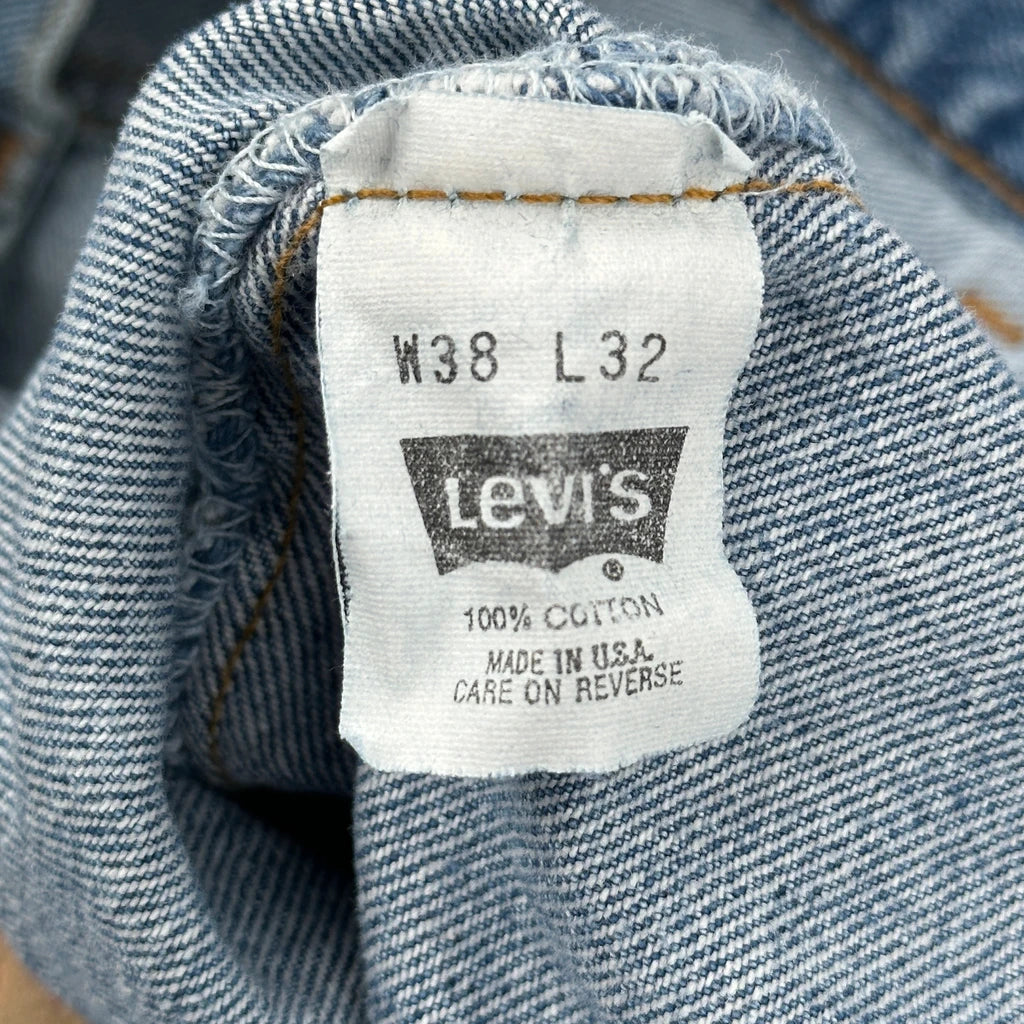 W38 L32
Levi's
®
100% COTTON
MADE IN U.S.A.
CARE ON REVERSE